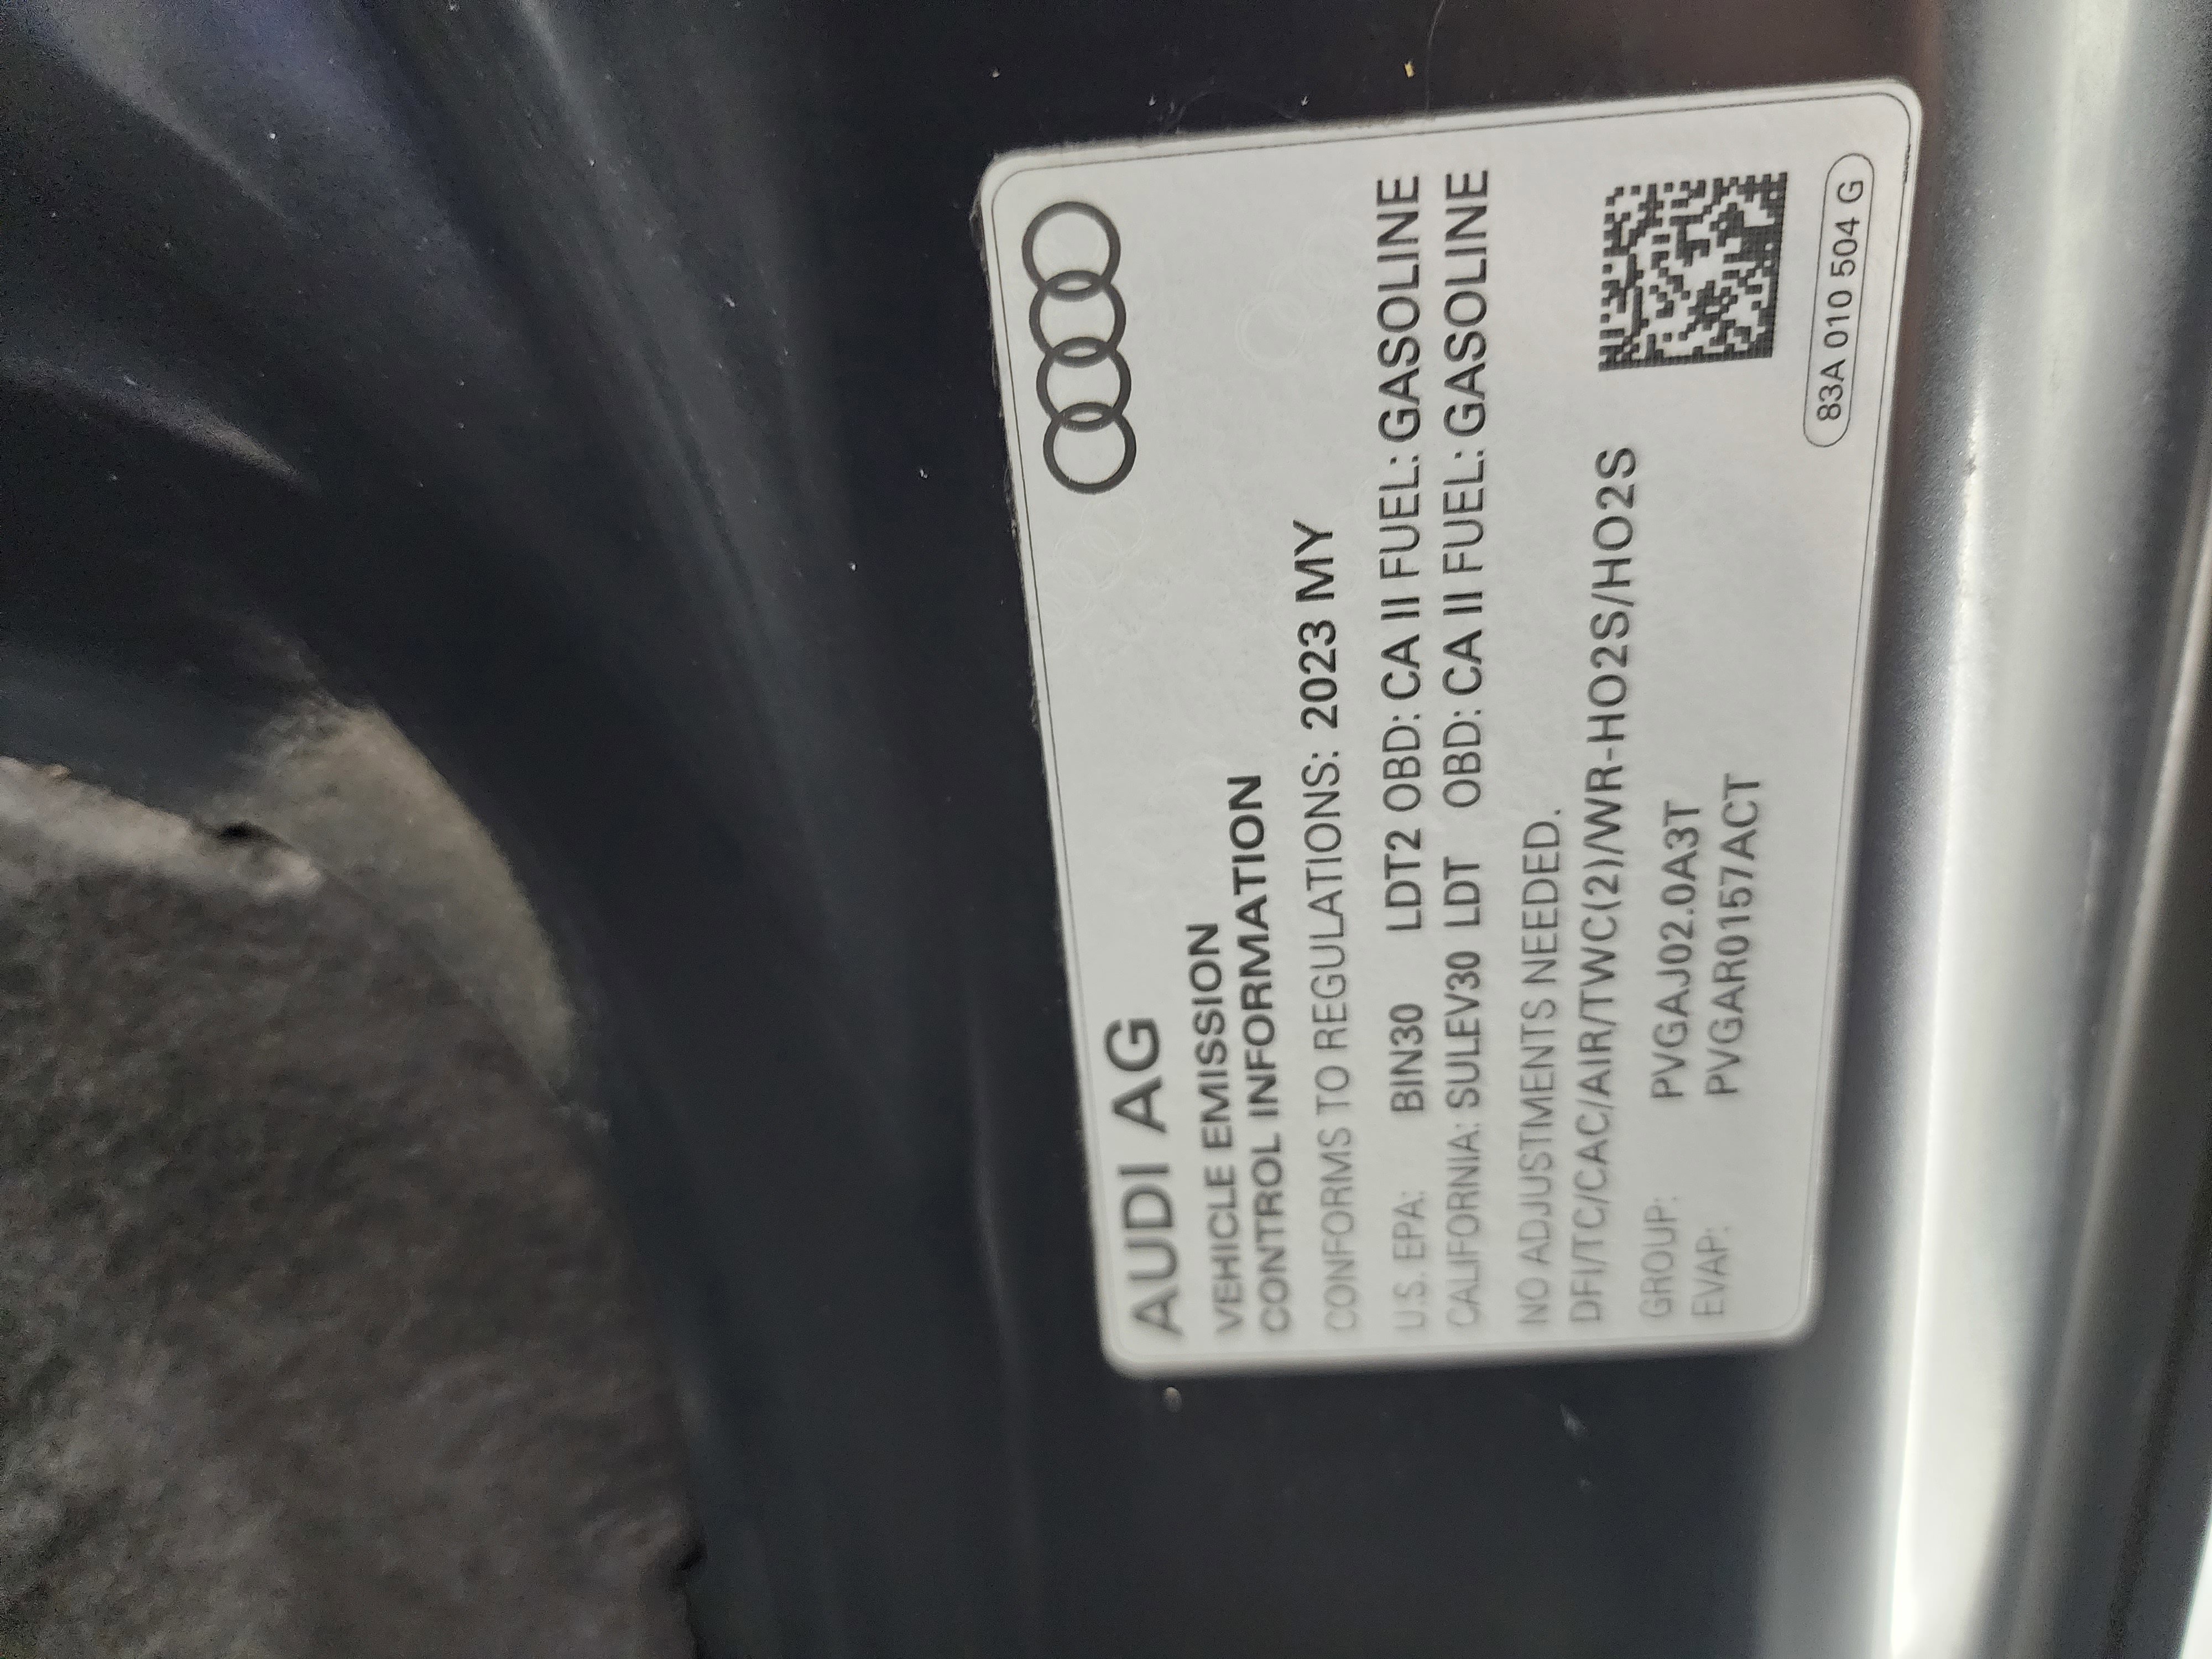 AUDI AG
VEHICLE EMISSION
CONTROL INFORMATION
CONFORMS TO REGULATIONS: 2023 MY
U.S. EPA: BIN30 LDT2 OBD: CA II FUEL: GASOLINE
CALIFORNIA: SULEV30 LDT OBD: CA II FUEL: GASOLINE
NO ADJUSTMENTS NEEDED.
DFI/TC/CAC/AIR/TWC(2)/WR-HO2S/HO2S
GROUP: PVGAJ02.0A3T
EVAP: PVGAR0157ACT
83A 010 504 G